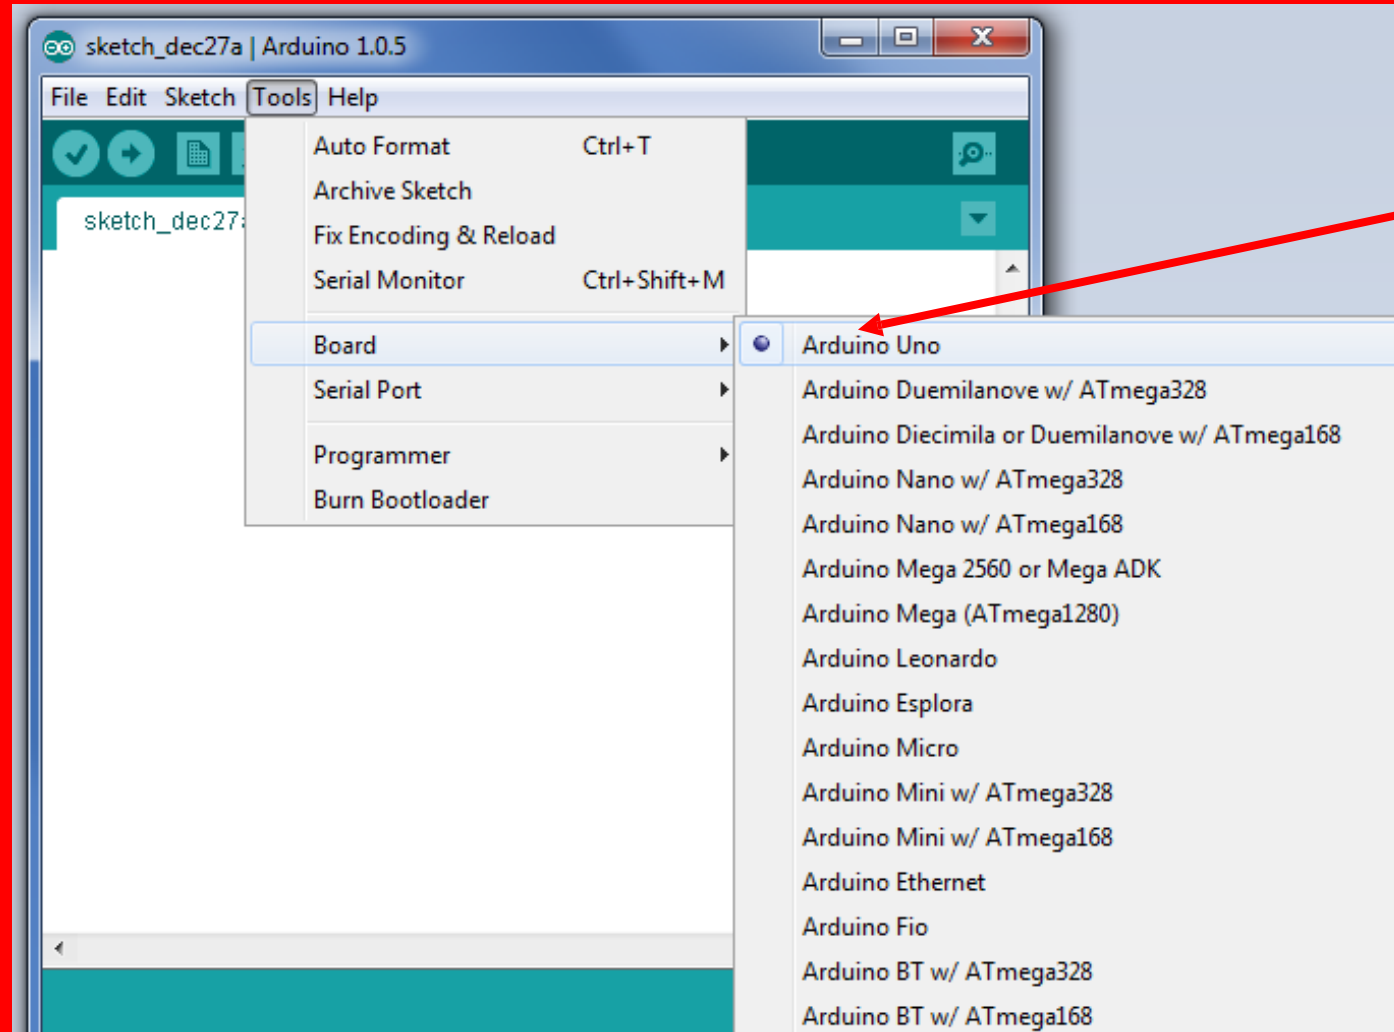 sketch_dec27a | Arduino 1.0.5
File Edit Sketch Tools Help
sketch_dec27a
Auto Format Ctrl+T
Archive Sketch
Fix Encoding & Reload
Serial Monitor Ctrl+Shift+M
Board
Serial Port
Programmer
Burn Bootloader
Arduino Uno
Arduino Duemilanove w/ ATmega328
Arduino Diecimila or Duemilanove w/ ATmega168
Arduino Nano w/ ATmega328
Arduino Nano w/ ATmega168
Arduino Mega 2560 or Mega ADK
Arduino Mega (ATmega1280)
Arduino Leonardo
Arduino Esplora
Arduino Micro
Arduino Mini w/ ATmega328
Arduino Mini w/ ATmega168
Arduino Ethernet
Arduino Fio
Arduino BT w/ ATmega328
Arduino BT w/ ATmega168